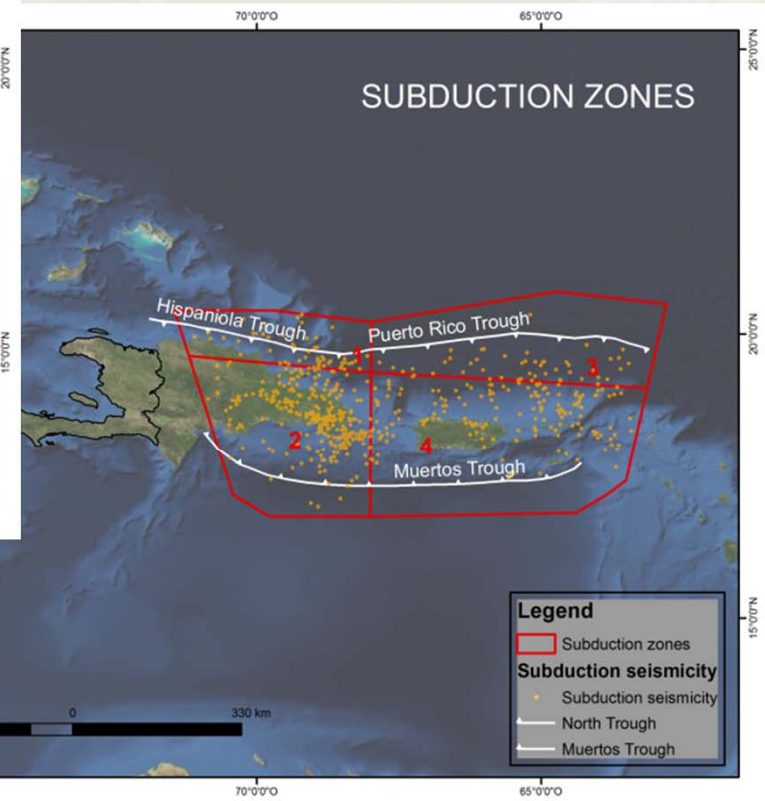 70°0'0"O
65°0'0"O
20°0'0"N
25°0'0"N
SUBDUCTION ZONES
Hispaniola Trough
Puerto Rico Trough
1
3
15°0'0"N
20°0'0"N
2
4
Muertos Trough
Legend
Subduction zones
Subduction seismicity
Subduction seismicity
North Trough
Muertos Trough
15°0'0"N
0
330 km
70°0'0"O
65°0'0"O